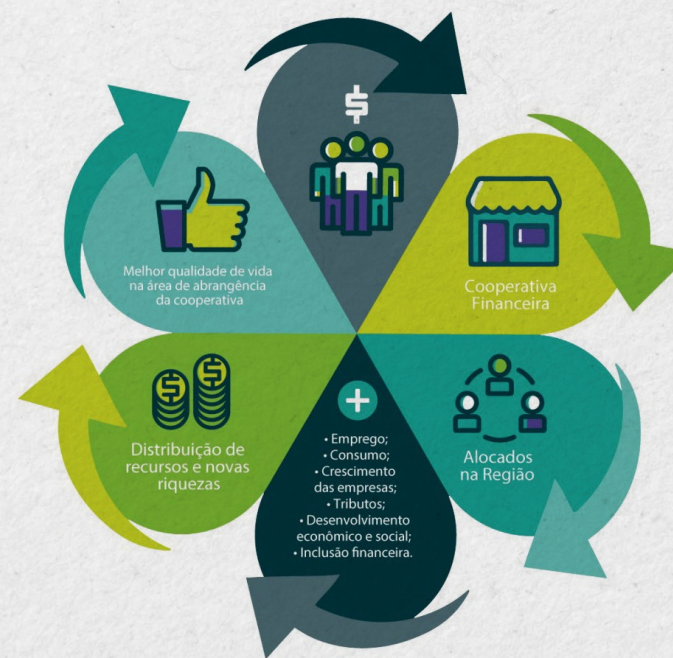 $
Cooperativa
Financeira
Alocados
na Região
+
• Emprego;
• Consumo;
• Crescimento
das empresas;
• Tributos;
• Desenvolvimento
econômico e social;
• Inclusão financeira.
$ $
Distribuição de
recursos e novas
riquezas
Melhor qualidade de vida
na área de abrangência
da cooperativa